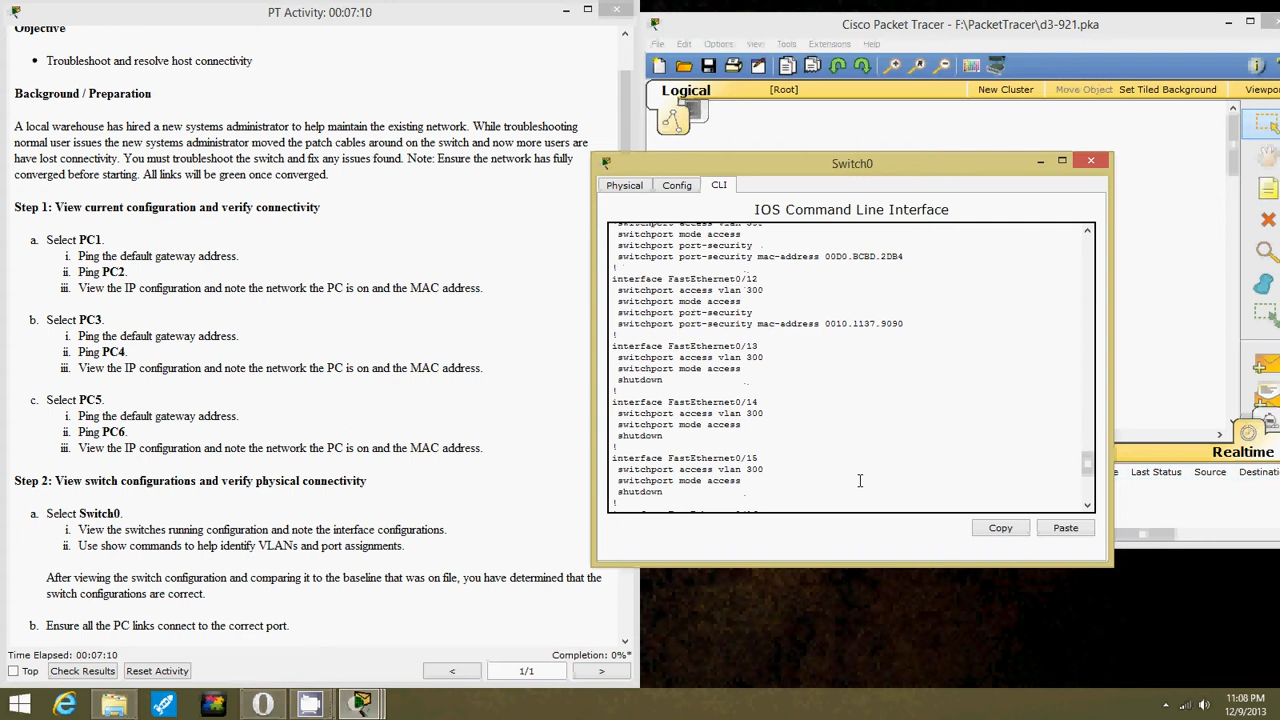 PT Activity: 00:07:10
Objective
Troubleshoot and resolve host connectivity
Background / Preparation
A local warehouse has hired a new systems administrator to help maintain the existing network. While troubleshooting
normal user issues the new systems administrator moved the patch cables around on the switch and now more users are
have lost connectivity. You must troubleshoot the switch and fix any issues found. Note: Ensure the network has fully
converged before starting. All links will be green once converged.
Step 1: View current configuration and verify connectivity
a. Select PC1.
i. Ping the default gateway address.
ii. Ping PC2.
iii. View the IP configuration and note the network the PC is on and the MAC address.
b. Select PC3.
i. Ping the default gateway address.
ii. Ping PC4.
iii. View the IP configuration and note the network the PC is on and the MAC address.
c. Select PC5.
i. Ping the default gateway address.
ii. Ping PC6.
iii. View the IP configuration and note the network the PC is on and the MAC address.
Step 2: View switch configurations and verify physical connectivity
a. Select Switch0.
i. View the switches running configuration and note the interface configurations.
ii. Use show commands to help identify VLANs and port assignments.
After viewing the switch configuration and comparing it to the baseline that was on file, you have determined that the
switch configurations are correct.
b. Ensure all the PC links connect to the correct port.
Time Elapsed: 00:07:10 Completion: 0%*
Top Check Results Reset Activity < 1/1 >
Cisco Packet Tracer - F:\PacketTracer\d3-921.pka
File Edit Options View Tools Extensions Help
Logical [Root] New Cluster Move Object Set Tiled Background Viewpor
Switch0
Physical Config CLI
IOS Command Line Interface
switchport mode access
switchport port-security
switchport port-security mac-address 00D0.BCBD.2DB4
!
interface FastEthernet0/12
switchport access vlan 300
switchport mode access
switchport port-security
switchport port-security mac-address 0010.1137.9090
!
interface FastEthernet0/13
switchport access vlan 300
switchport mode access
shutdown
!
interface FastEthernet0/14
switchport access vlan 300
switchport mode access
shutdown
!
interface FastEthernet0/15
switchport access vlan 300
switchport mode access
shutdown
!
Copy Paste
Realtime
Last Status Source Destinati
11:08 PM
12/9/2013